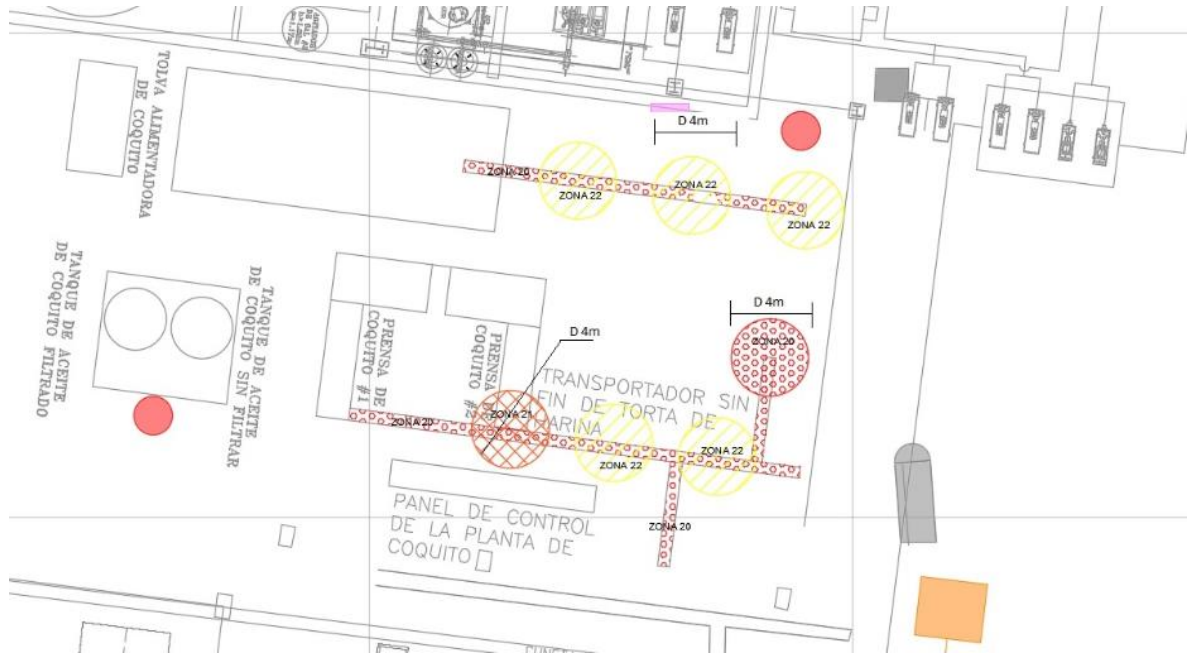 D 4m
TOLVA ALIMENTADORA
DE COQUITO
ZONA 20
ZONA 22
ZONA 22
ZONA 22
TANQUE DE ACEITE
DE COQUITO FILTRADO
TANQUE DE ACEITE
DE COQUITO SIN FILTRAR
D 4m
ZONA 20
D 4m
PRENSA DE
COQUITO #1
PRENSA DE
COQUITO #2
TRANSPORTADOR SIN
FIN DE TORTA DE
HARINA
ZONA 20
ZONA 21
ZONA 22
ZONA 22
PANEL DE CONTROL
DE LA PLANTA DE
COQUITO
ZONA 20